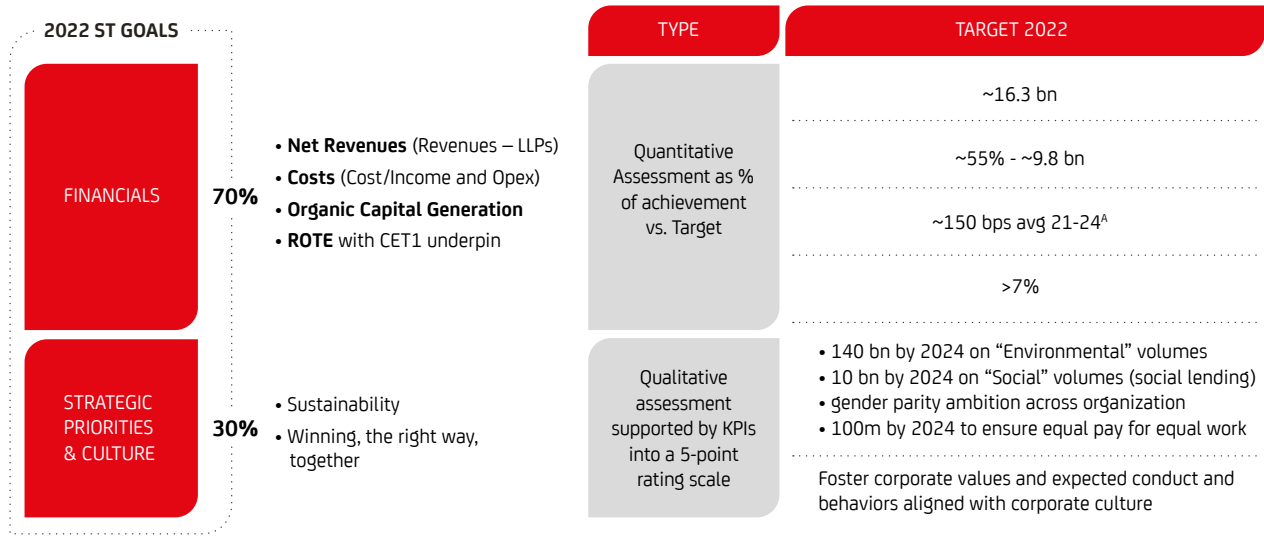 2022 ST GOALS
TYPE
TARGET 2022
FINANCIALS
70%
• Net Revenues (Revenues – LLPs)
• Costs (Cost/Income and Opex)
• Organic Capital Generation
• ROTE with CET1 underpin
Quantitative
Assessment as %
of achievement
vs. Target
~16.3 bn
~55% - ~9.8 bn
~150 bps avg 21-24ᴬ
>7%
STRATEGIC
PRIORITIES
& CULTURE
30%
• Sustainability
• Winning, the right way,
together
Qualitative
assessment
supported by KPIs
into a 5-point
rating scale
• 140 bn by 2024 on “Environmental” volumes
• 10 bn by 2024 on “Social” volumes (social lending)
• gender parity ambition across organization
• 100m by 2024 to ensure equal pay for equal work
Foster corporate values and expected conduct and
behaviors aligned with corporate culture